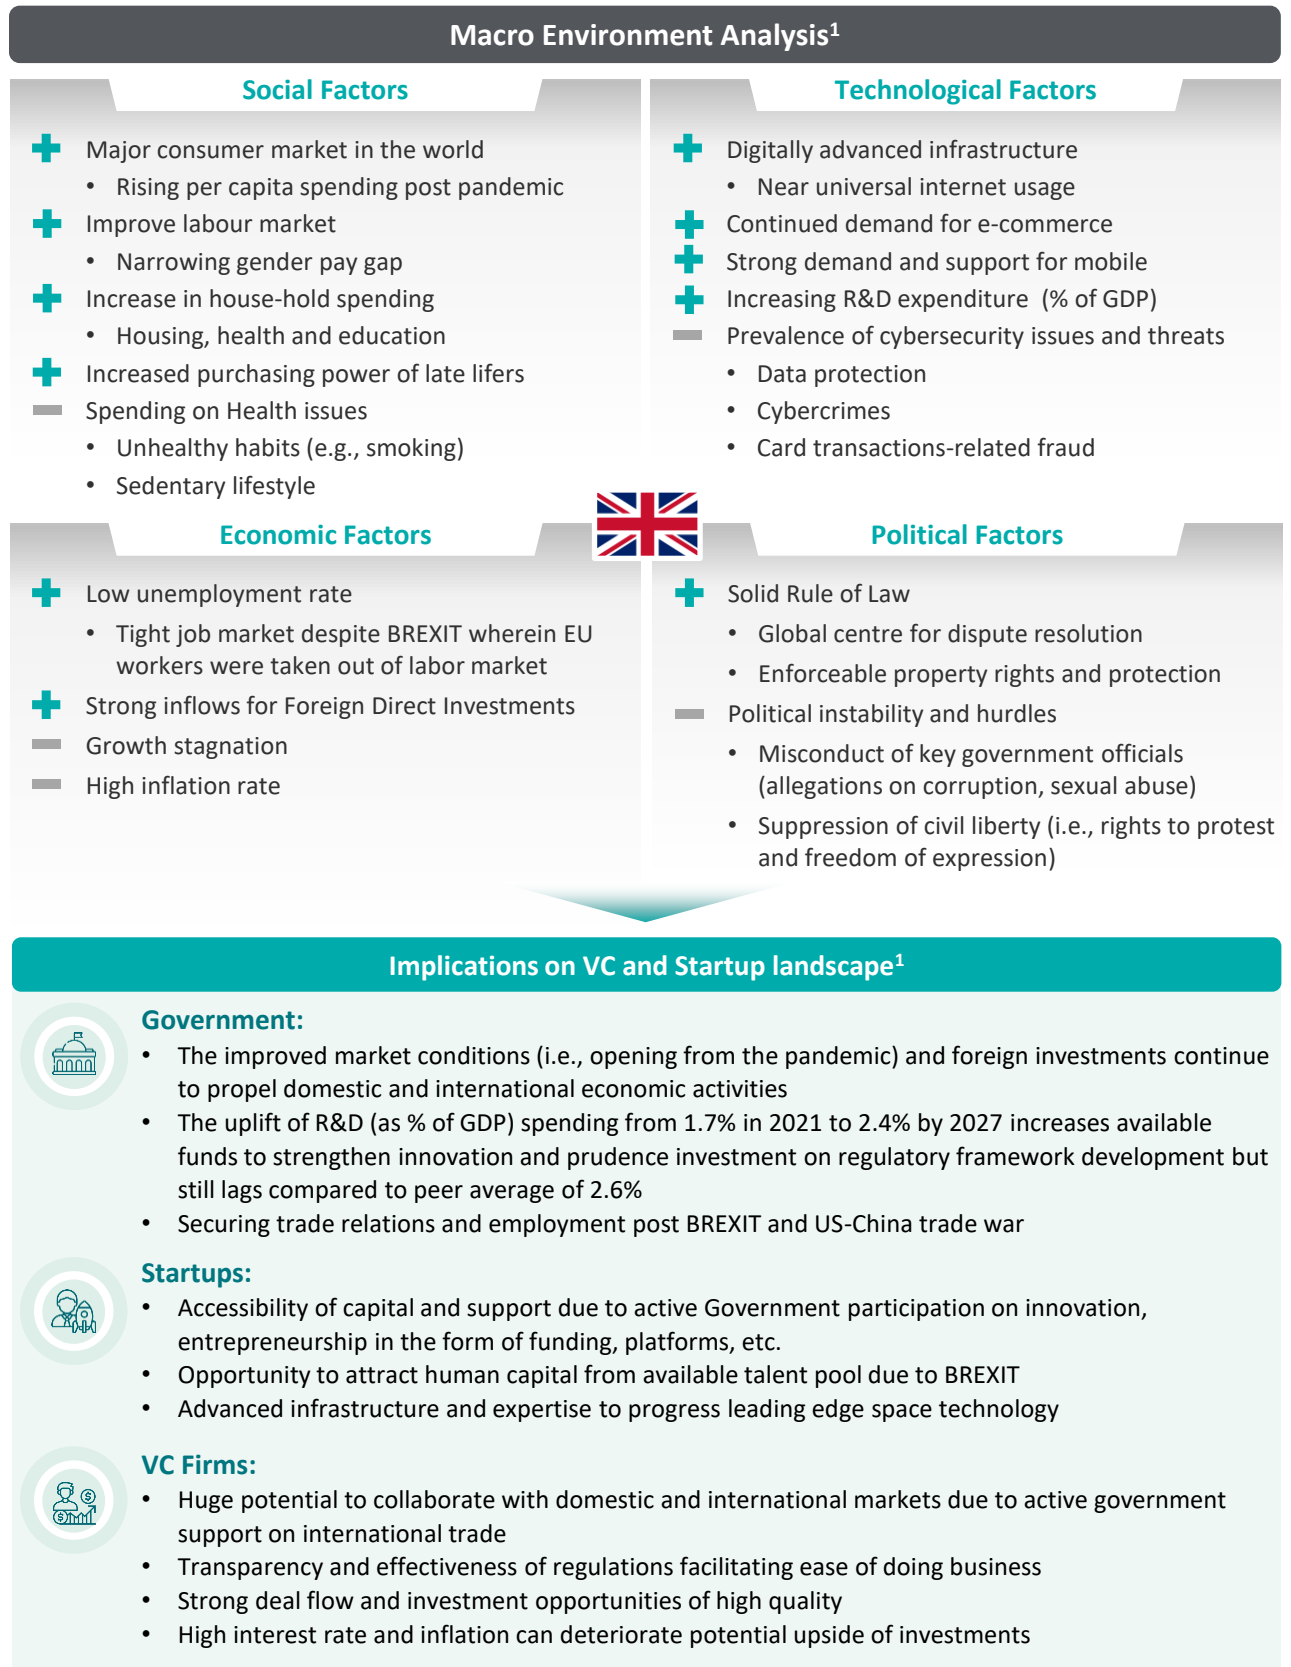 Macro Environment Analysis¹
Social Factors
Major consumer market in the world
• Rising per capita spending post pandemic
Improve labour market
• Narrowing gender pay gap
Increase in house-hold spending
• Housing, health and education
Increased purchasing power of late lifers
Spending on Health issues
• Unhealthy habits (e.g., smoking)
• Sedentary lifestyle
Technological Factors
Digitally advanced infrastructure
• Near universal internet usage
Continued demand for e-commerce
Strong demand and support for mobile
Increasing R&D expenditure (% of GDP)
Prevalence of cybersecurity issues and threats
• Data protection
• Cybercrimes
• Card transactions-related fraud
Economic Factors
Low unemployment rate
• Tight job market despite BREXIT wherein EU
workers were taken out of labor market
Strong inflows for Foreign Direct Investments
Growth stagnation
High inflation rate
Political Factors
Solid Rule of Law
• Global centre for dispute resolution
• Enforceable property rights and protection
Political instability and hurdles
• Misconduct of key government officials
(allegations on corruption, sexual abuse)
• Suppression of civil liberty (i.e., rights to protest
and freedom of expression)
Implications on VC and Startup landscape¹
Government:
• The improved market conditions (i.e., opening from the pandemic) and foreign investments continue
to propel domestic and international economic activities
• The uplift of R&D (as % of GDP) spending from 1.7% in 2021 to 2.4% by 2027 increases available
funds to strengthen innovation and prudence investment on regulatory framework development but
still lags compared to peer average of 2.6%
• Securing trade relations and employment post BREXIT and US-China trade war
Startups:
• Accessibility of capital and support due to active Government participation on innovation,
entrepreneurship in the form of funding, platforms, etc.
• Opportunity to attract human capital from available talent pool due to BREXIT
• Advanced infrastructure and expertise to progress leading edge space technology
VC Firms:
• Huge potential to collaborate with domestic and international markets due to active government
support on international trade
• Transparency and effectiveness of regulations facilitating ease of doing business
• Strong deal flow and investment opportunities of high quality
• High interest rate and inflation can deteriorate potential upside of investments